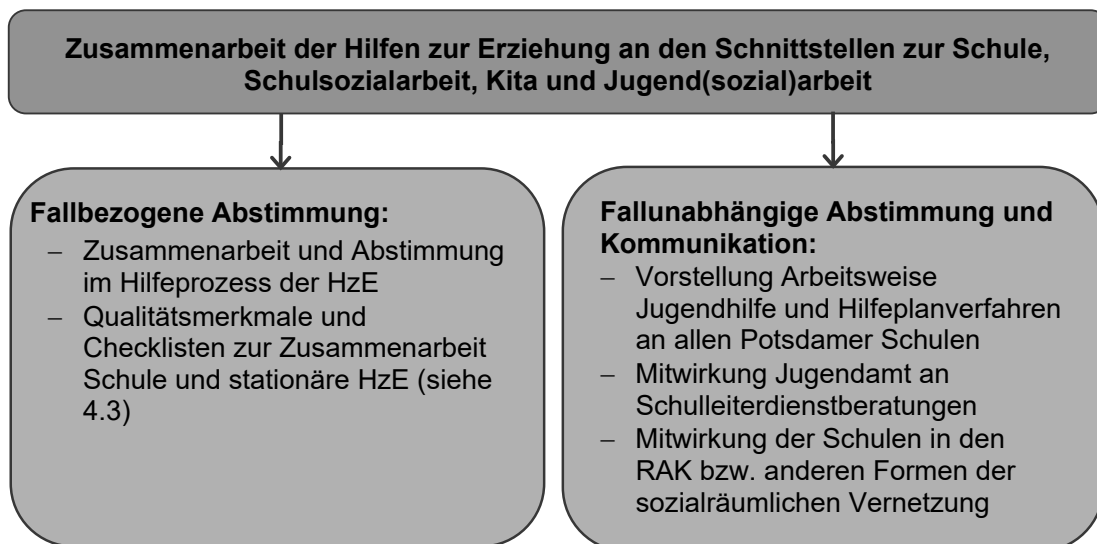 Zusammenarbeit der Hilfen zur Erziehung an den Schnittstellen zur Schule,
Schulsozialarbeit, Kita und Jugend(sozial)arbeit
Fallbezogene Abstimmung:
– Zusammenarbeit und Abstimmung
im Hilfeprozess der HzE
– Qualitätsmerkmale und
Checklisten zur Zusammenarbeit
Schule und stationäre HzE (siehe
4.3)
Fallunabhängige Abstimmung und
Kommunikation:
– Vorstellung Arbeitsweise
Jugendhilfe und Hilfeplanverfahren
an allen Potsdamer Schulen
– Mitwirkung Jugendamt an
Schulleiterdienstberatungen
– Mitwirkung der Schulen in den
RAK bzw. anderen Formen der
sozialräumlichen Vernetzung